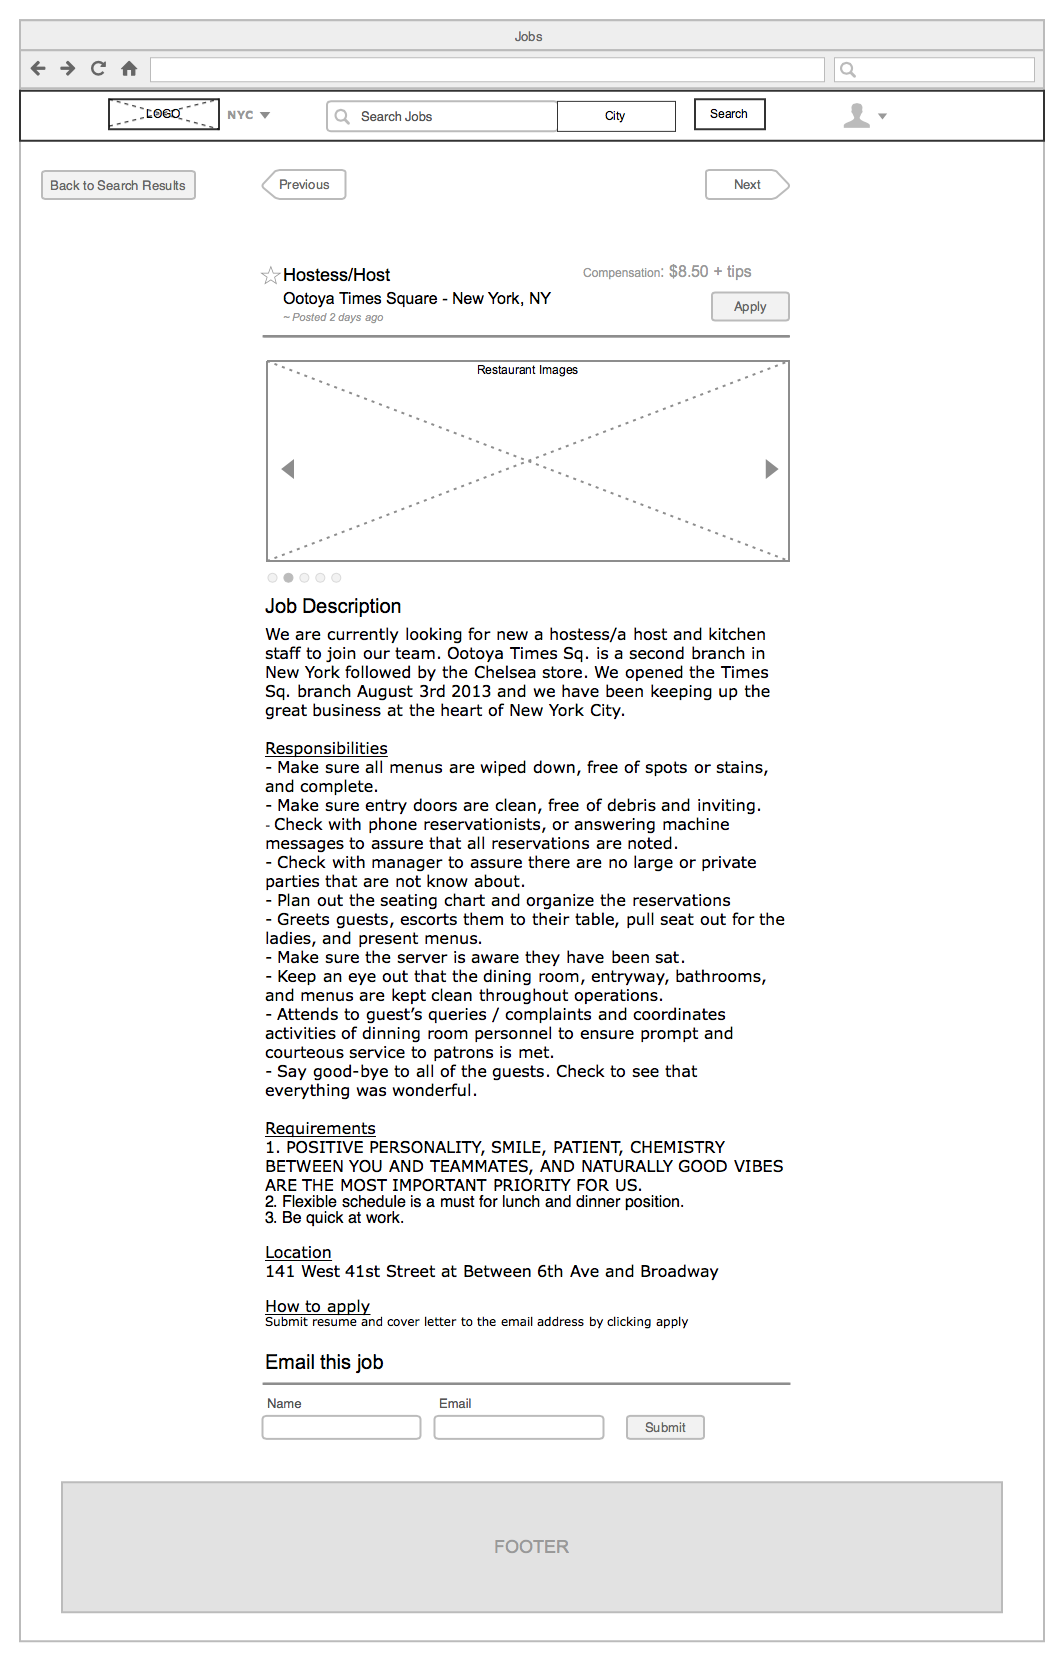 Jobs
LOGO NYC Search Jobs City Search
Back to Search Results Previous Next
Hostess/Host Compensation: $8.50 + tips
Ootoya Times Square - New York, NY
~ Posted 2 days ago Apply
Restaurant Images
Job Description
We are currently looking for new a hostess/a host and kitchen
staff to join our team. Ootoya Times Sq. is a second branch in
New York followed by the Chelsea store. We opened the Times
Sq. branch August 3rd 2013 and we have been keeping up the
great business at the heart of New York City.
Responsibilities
- Make sure all menus are wiped down, free of spots or stains,
and complete.
- Make sure entry doors are clean, free of debris and inviting.
- Check with phone reservationists, or answering machine
messages to assure that all reservations are noted.
- Check with manager to assure there are no large or private
parties that are not know about.
- Plan out the seating chart and organize the reservations
- Greets guests, escorts them to their table, pull seat out for the
ladies, and present menus.
- Make sure the server is aware they have been sat.
- Keep an eye out that the dining room, entryway, bathrooms,
and menus are kept clean throughout operations.
- Attends to guest’s queries / complaints and coordinates
activities of dinning room personnel to ensure prompt and
courteous service to patrons is met.
- Say good-bye to all of the guests. Check to see that
everything was wonderful.
Requirements
1. POSITIVE PERSONALITY, SMILE, PATIENT, CHEMISTRY
BETWEEN YOU AND TEAMMATES, AND NATURALLY GOOD VIBES
ARE THE MOST IMPORTANT PRIORITY FOR US.
2. Flexible schedule is a must for lunch and dinner position.
3. Be quick at work.
Location
141 West 41st Street at Between 6th Ave and Broadway
How to apply
Submit resume and cover letter to the email address by clicking apply
Email this job
Name Email
Submit
FOOTER